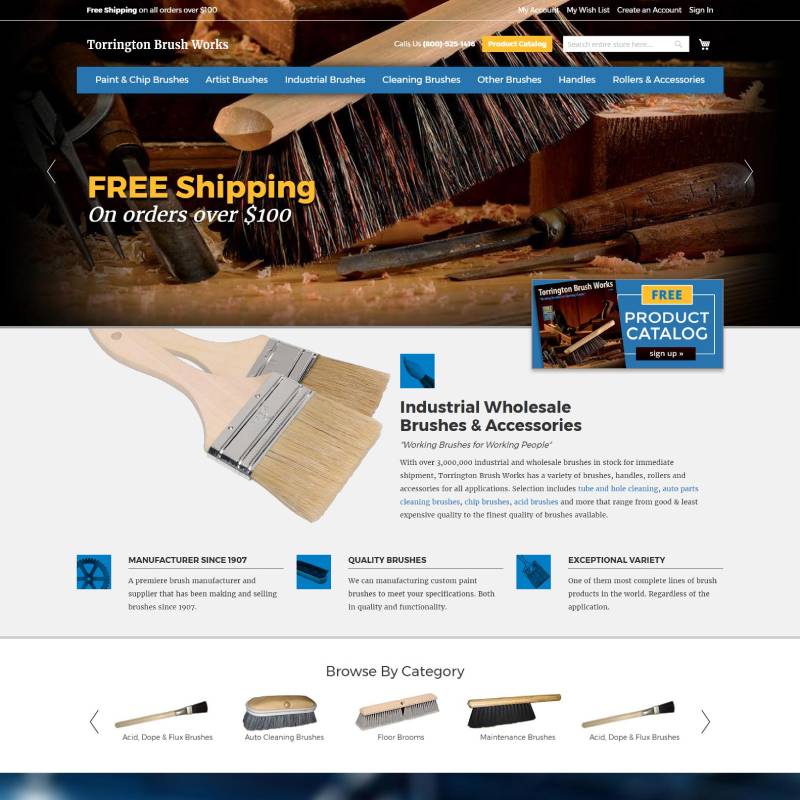 Free Shipping on all orders over $100
My Account My Wish List Create an Account Sign In
Torrington Brush Works
Calls Us (800)-525-1416
Product Catalog
Search entire store here...
Paint & Chip Brushes Artist Brushes Industrial Brushes Cleaning Brushes Other Brushes Handles Rollers & Accessories
FREE Shipping
On orders over $100
Torrington Brush Works
FREE
PRODUCT
CATALOG
sign up »
Industrial Wholesale
Brushes & Accessories
"Working Brushes for Working People"
With over 3,000,000 industrial and wholesale brushes in stock for immediate
shipment, Torrington Brush Works has a variety of brushes, handles, rollers and
accessories for all applications. Selection includes tube and hole cleaning, auto parts
cleaning brushes, chip brushes, acid brushes and more that range from good & least
expensive quality to the finest quality of brushes available.
MANUFACTURER SINCE 1907
A premiere brush manufacturer and
supplier that has been making and selling
brushes since 1907.
QUALITY BRUSHES
We can manufacturing custom paint
brushes to meet your specifications. Both
in quality and functionality.
EXCEPTIONAL VARIETY
One of them most complete lines of brush
products in the world. Regardless of the
application.
Browse By Category
Acid, Dope & Flux Brushes Auto Cleaning Brushes Floor Brooms Maintenance Brushes Acid, Dope & Flux Brushes